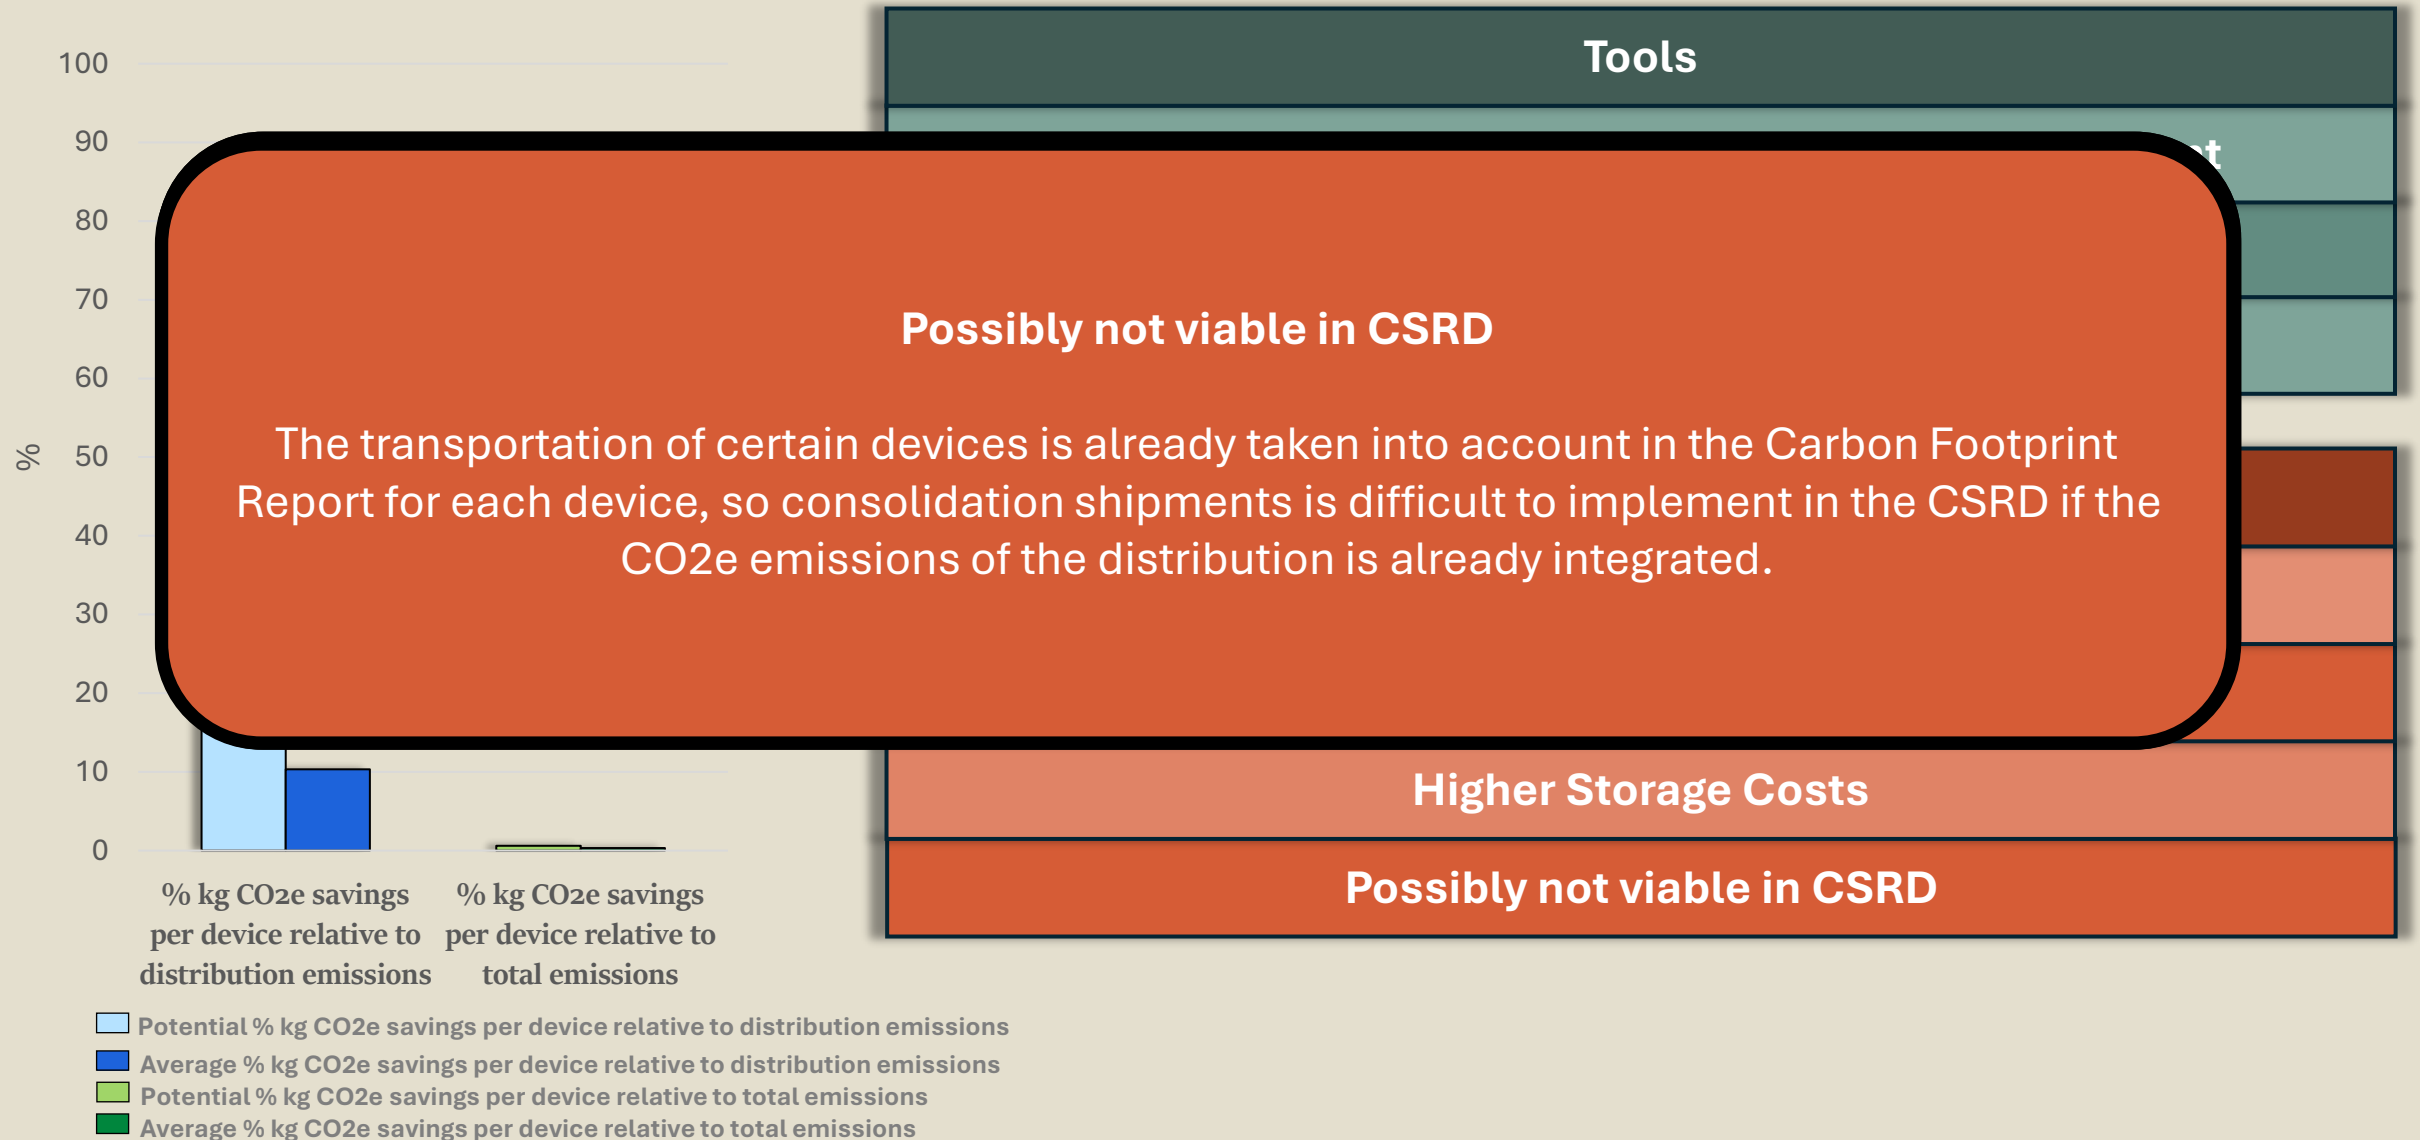 100
90
80
70
60
50
40
30
20
10
0
%
% kg CO2e savings
per device relative to
distribution emissions
% kg CO2e savings
per device relative to
total emissions
Potential % kg CO2e savings per device relative to distribution emissions
Average % kg CO2e savings per device relative to distribution emissions
Potential % kg CO2e savings per device relative to total emissions
Average % kg CO2e savings per device relative to total emissions
Tools
Possibly not viable in CSRD
The transportation of certain devices is already taken into account in the Carbon Footprint
Report for each device, so consolidation shipments is difficult to implement in the CSRD if the
CO2e emissions of the distribution is already integrated.
Higher Storage Costs
Possibly not viable in CSRD